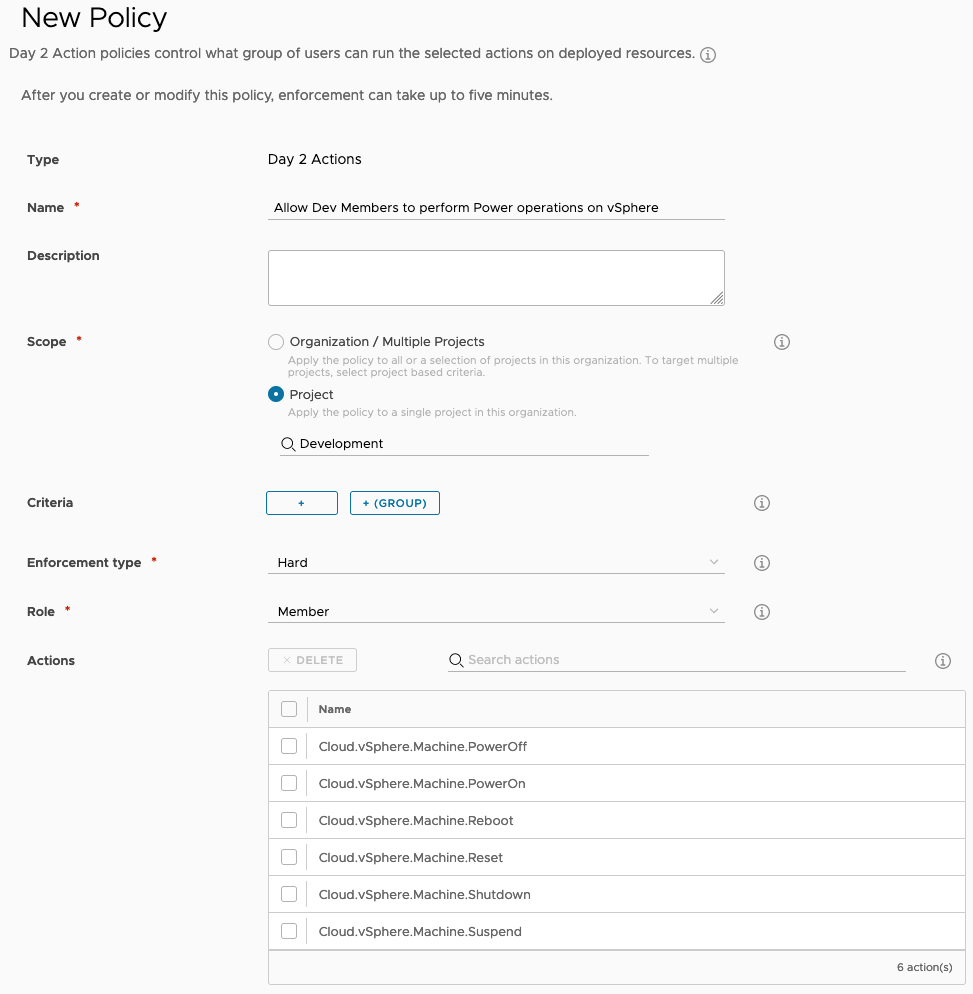 New Policy
Day 2 Action policies control what group of users can run the selected actions on deployed resources.
After you create or modify this policy, enforcement can take up to five minutes.
Type Day 2 Actions
Name * Allow Dev Members to perform Power operations on vSphere
Description
Scope * Organization / Multiple Projects
Apply the policy to all or a selection of projects in this organization. To target multiple
projects, select project based criteria.
Project
Apply the policy to a single project in this organization.
Development
Criteria + + (GROUP)
Enforcement type * Hard
Role * Member
Actions × DELETE Search actions
Name
Cloud.vSphere.Machine.PowerOff
Cloud.vSphere.Machine.PowerOn
Cloud.vSphere.Machine.Reboot
Cloud.vSphere.Machine.Reset
Cloud.vSphere.Machine.Shutdown
Cloud.vSphere.Machine.Suspend
6 action(s)